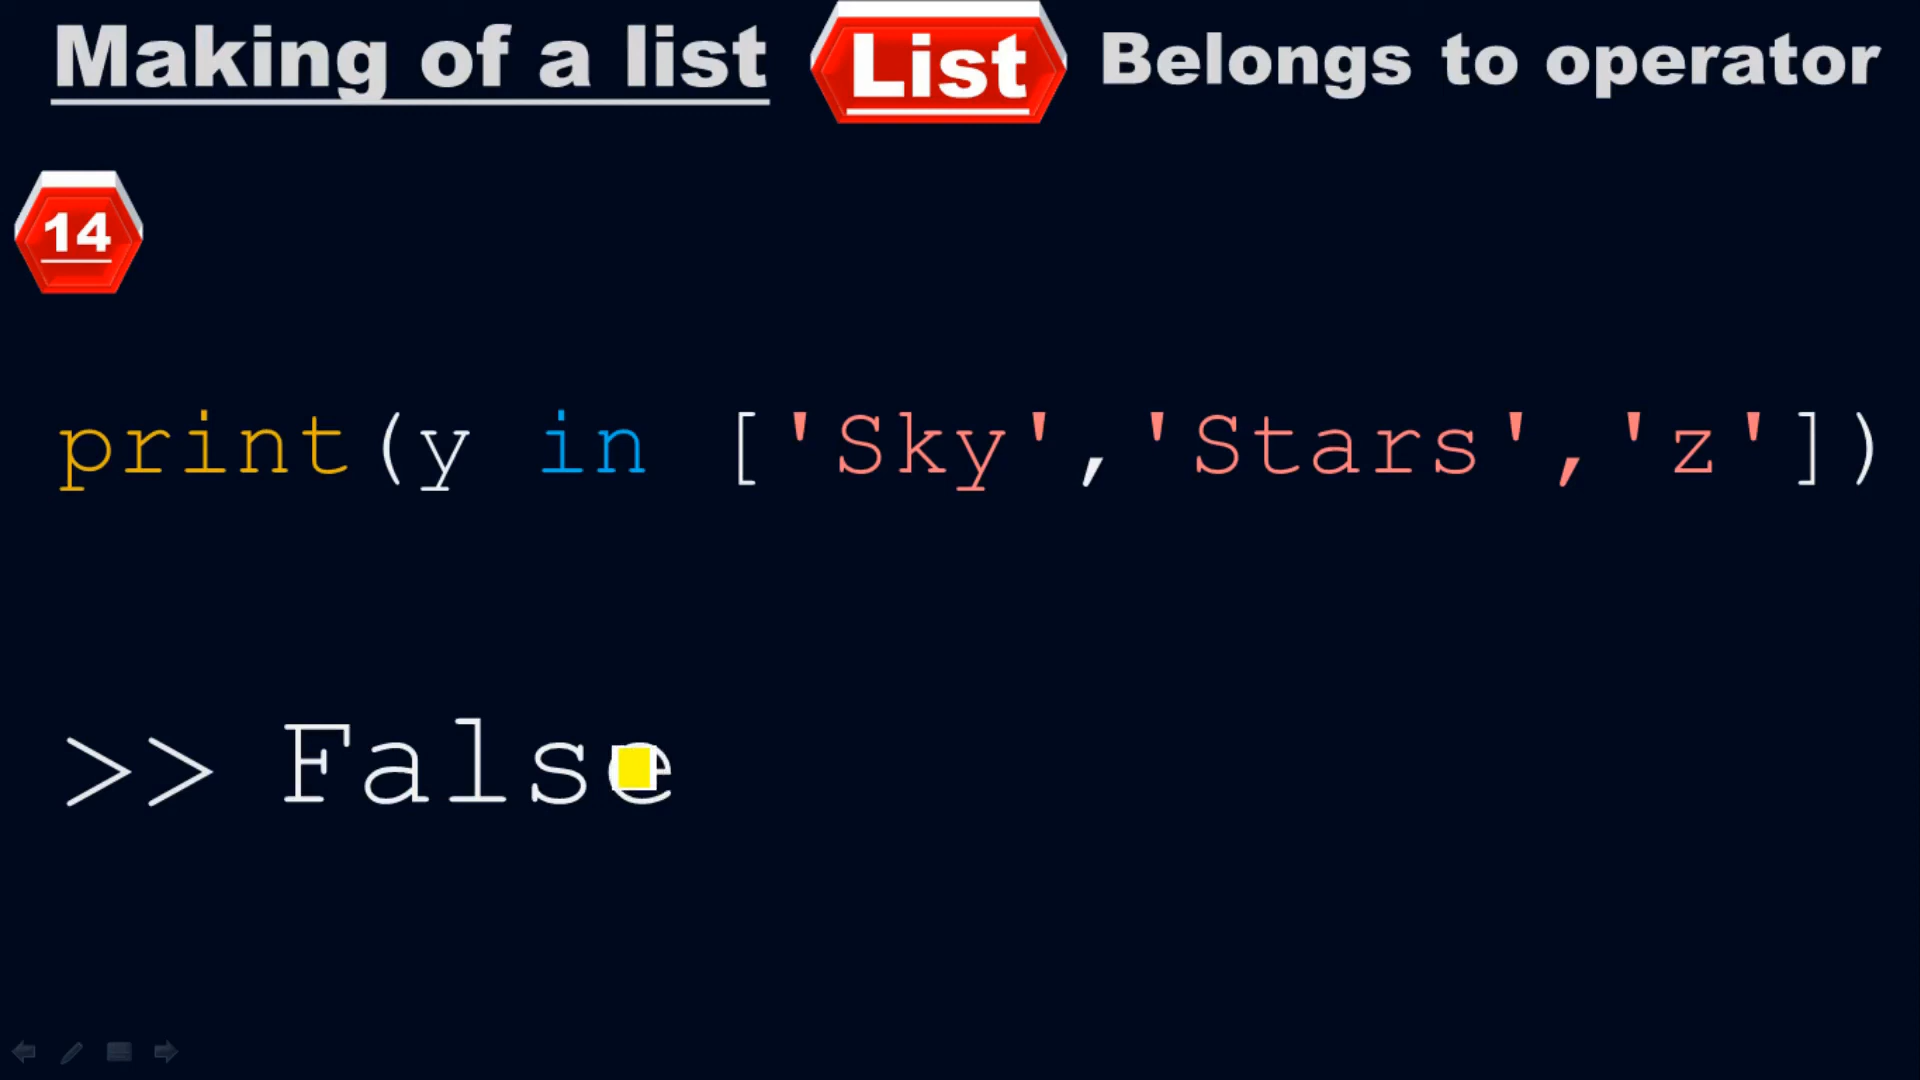 Making of a list List Belongs to operator
14
print(y in ['Sky','Stars','z'])
>> False